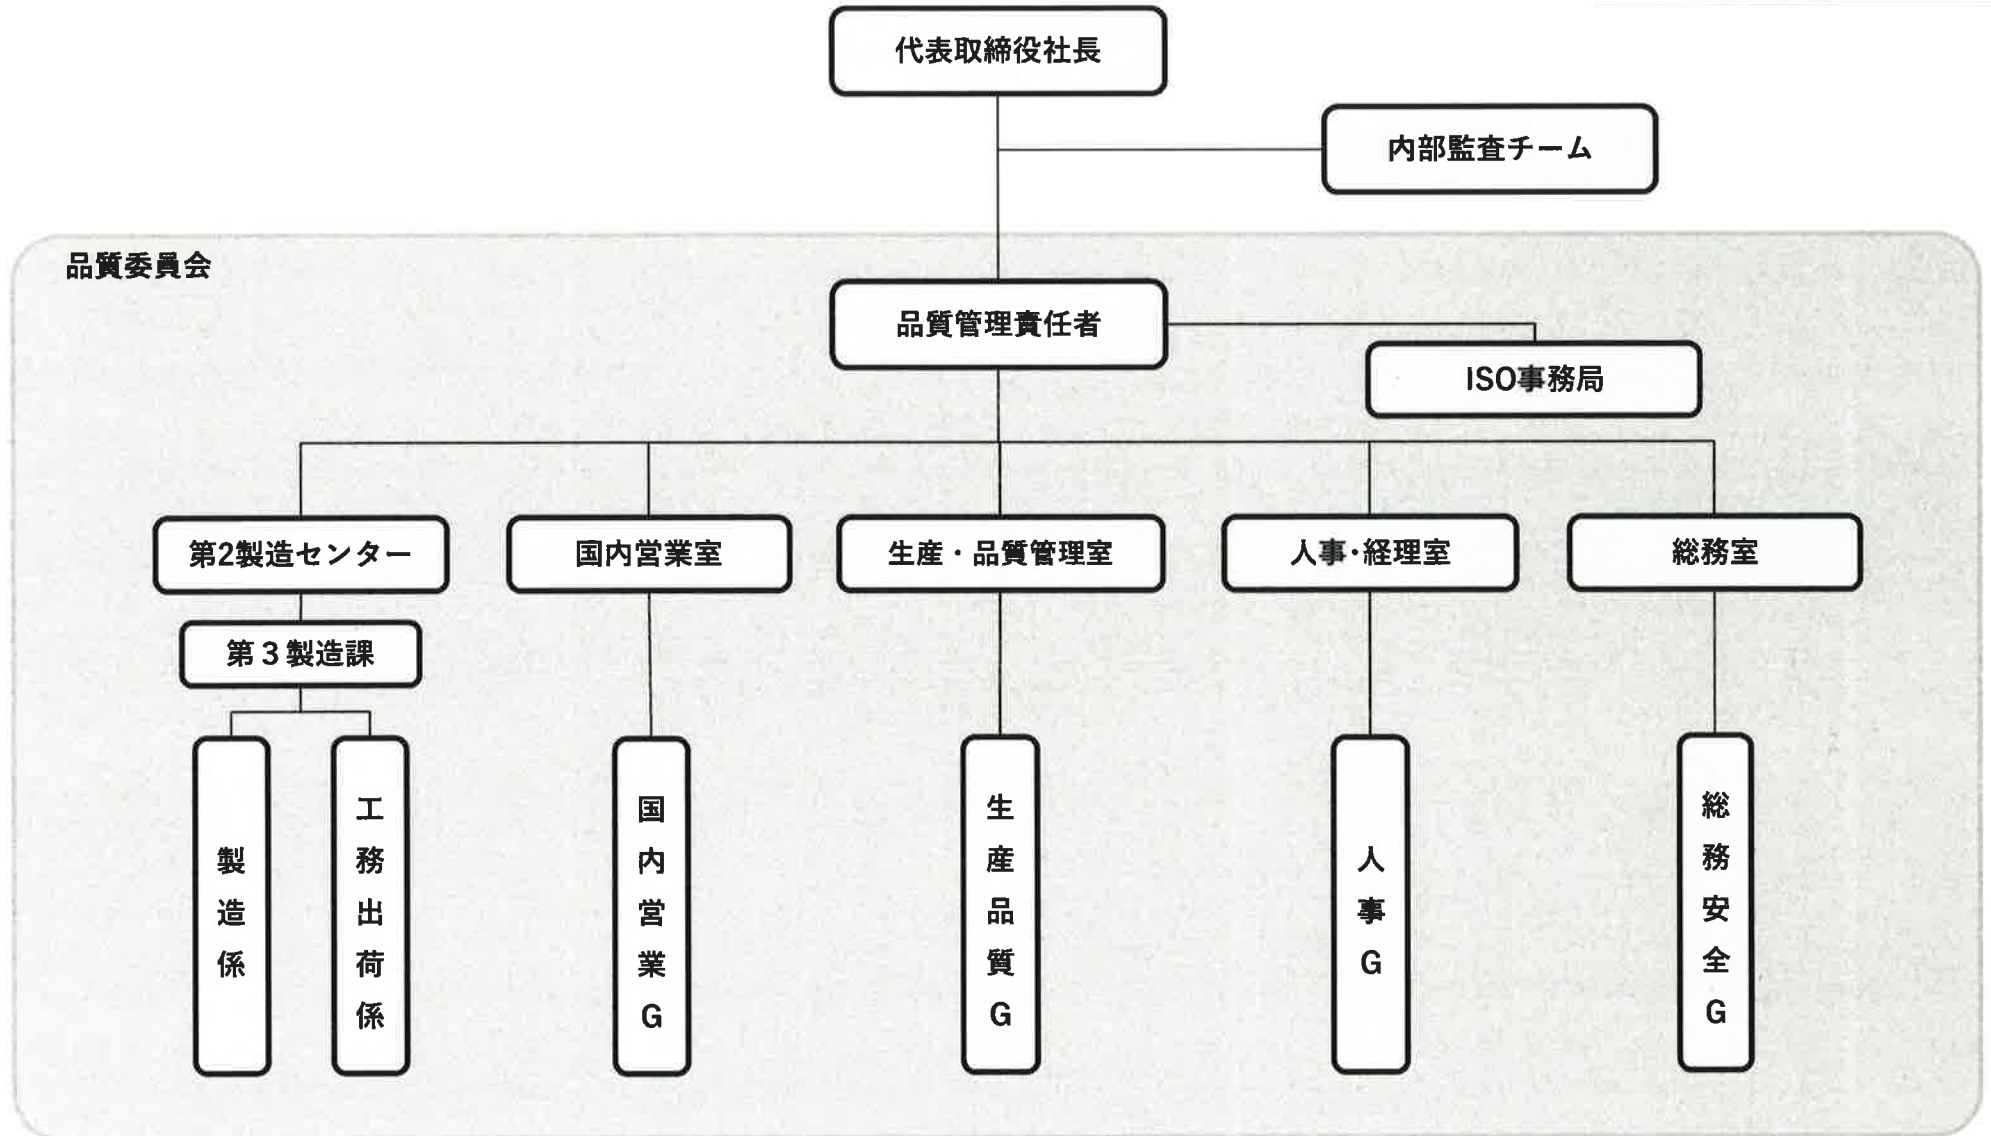 代表取締役社長
内部監査チーム
品質委員会
品質管理責任者
ISO事務局
第2製造センター
国内営業室
生産・品質管理室
人事・経理室
総務室
第３製造課
製造係
工務出荷係
国内営業G
生産品質G
人事G
総務安全G